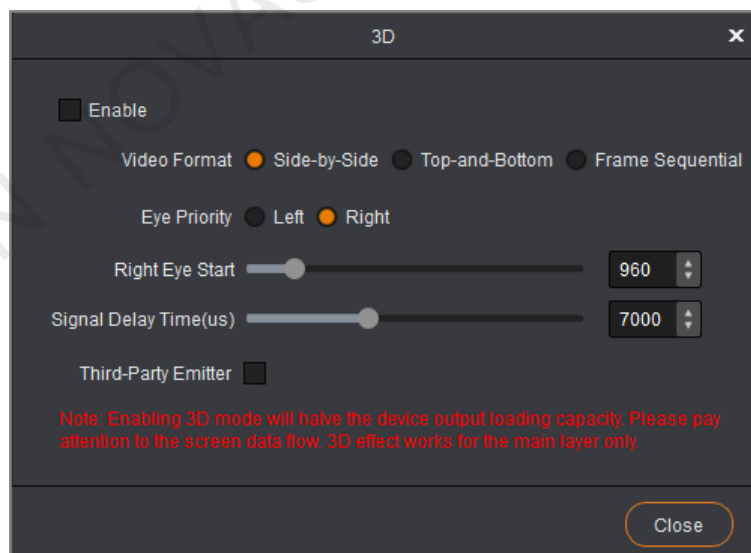 3D
Enable
Video Format Side-by-Side Top-and-Bottom Frame Sequential
Eye Priority Left Right
Right Eye Start 960
Signal Delay Time(us) 7000
Third-Party Emitter
Note: Enabling 3D mode will halve the device output loading capacity. Please pay
attention to the screen data flow. 3D effect works for the main layer only.
Close